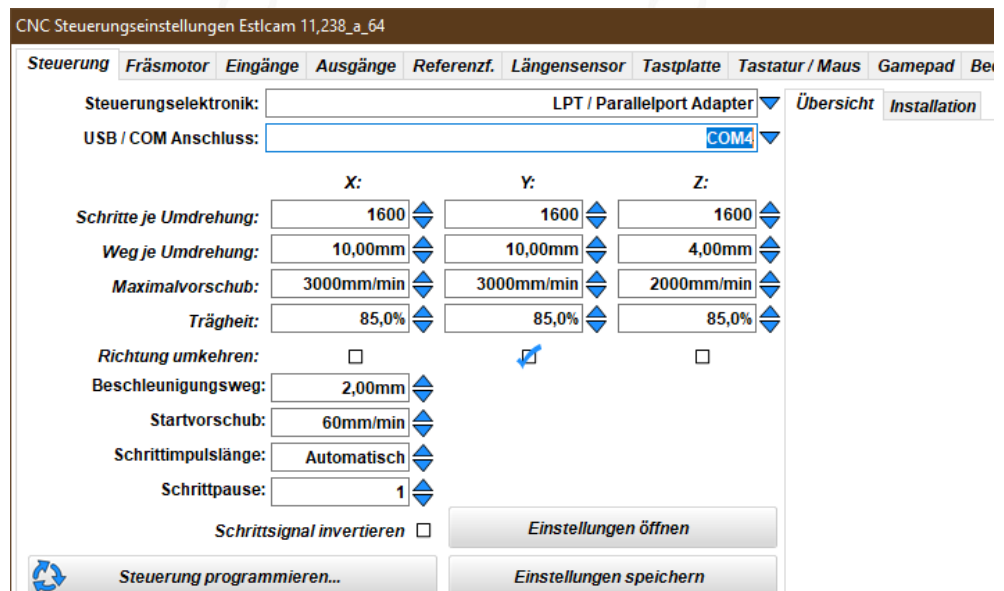 CNC Steuerungseinstellungen Estlcam 11,238_a_64
Steuerung Fräsmotor Eingänge Ausgänge Referenzf. Längensensor Tastplatte Tastatur / Maus Gamepad Bed
Steuerungselektronik: LPT / Parallelport Adapter Übersicht Installation
USB / COM Anschluss: COM4
X: Y: Z:
Schritte je Umdrehung: 1600 1600 1600
Weg je Umdrehung: 10,00mm 10,00mm 4,00mm
Maximalvorschub: 3000mm/min 3000mm/min 2000mm/min
Trägheit: 85,0% 85,0% 85,0%
Richtung umkehren:
Beschleunigungsweg: 2,00mm
Startvorschub: 60mm/min
Schrittimpulslänge: Automatisch
Schrittpause: 1
Schrittsignal invertieren Einstellungen öffnen
Steuerung programmieren... Einstellungen speichern